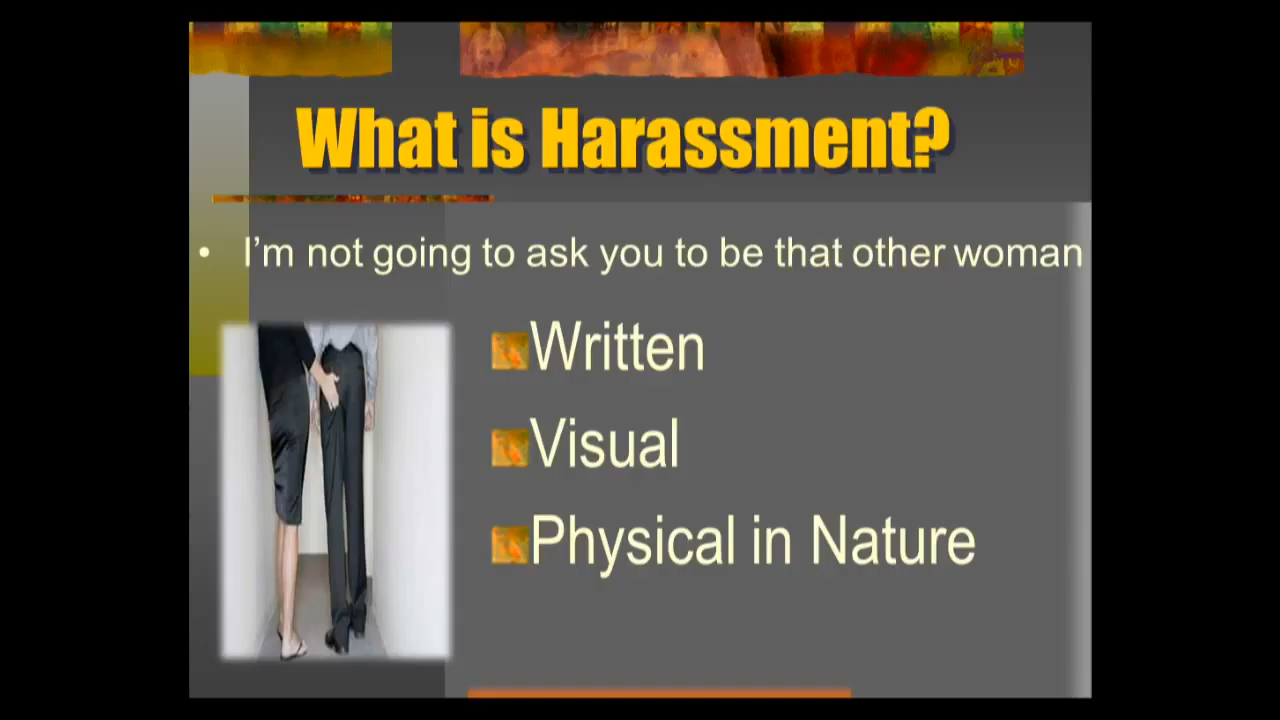 What is Harassment?
• I’m not going to ask you to be that other woman
Written
Visual
Physical in Nature